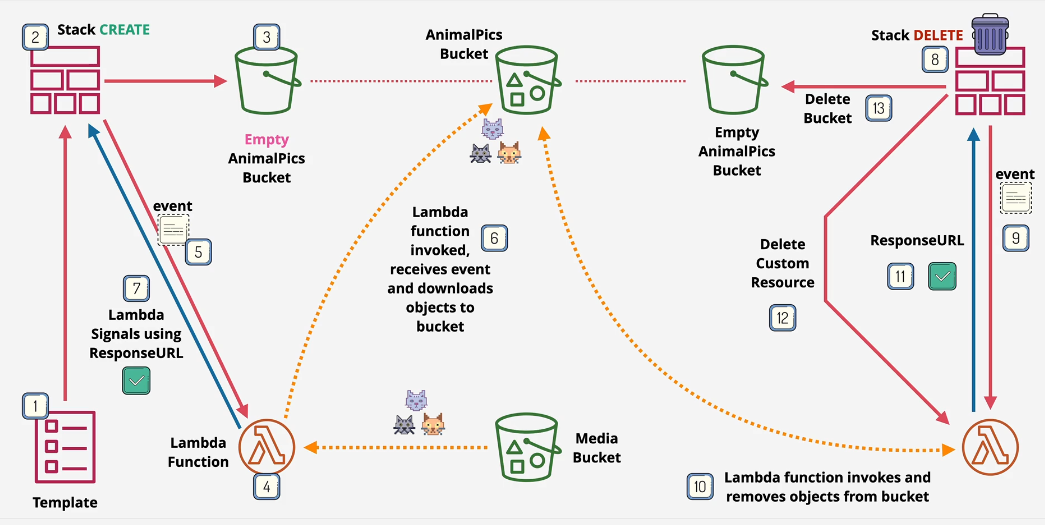 2
Stack CREATE
3
AnimalPics
Bucket
Stack DELETE
8
Delete
Bucket
13
Empty
AnimalPics
Bucket
Empty
AnimalPics
Bucket
event
9
event
5
Lambda
function
invoked,
receives event
and downloads
objects to
bucket
6
ResponseURL
11
Delete
Custom
Resource
12
7
Lambda
Signals using
ResponseURL
1
Template
Lambda
Function
4
Media
Bucket
10
Lambda function invokes and
removes objects from bucket